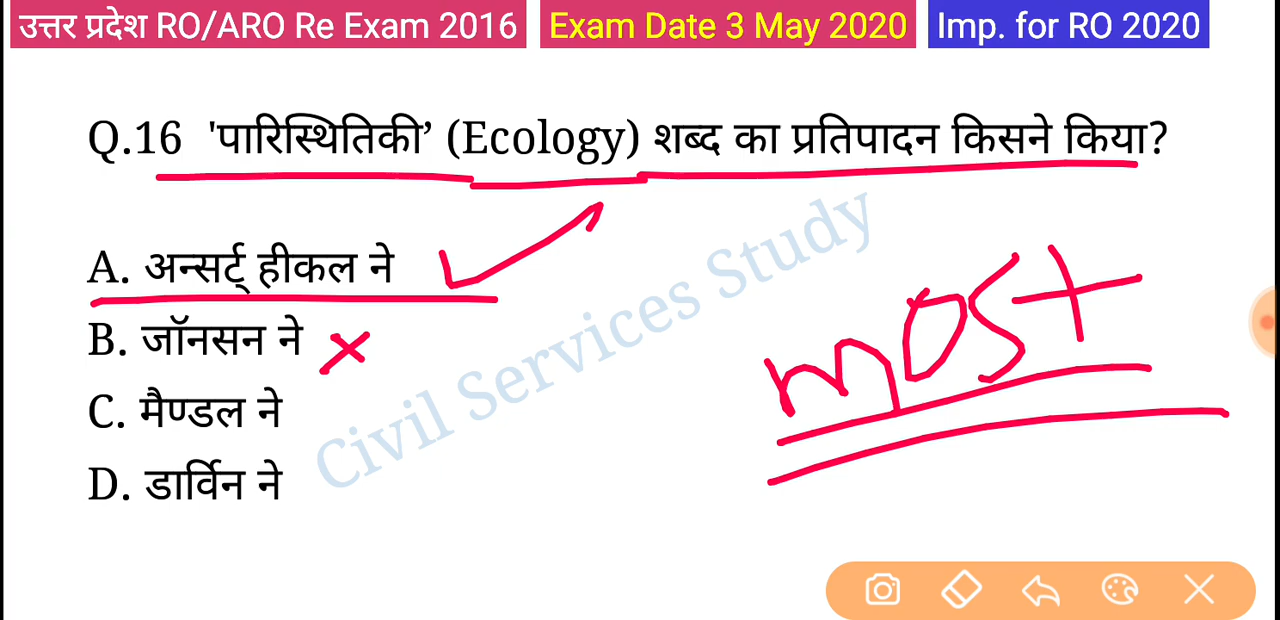 उत्तर प्रदेश RO/ARO Re Exam 2016 Exam Date 3 May 2020 Imp. for RO 2020
Q.16 'पारिस्थितिकी’ (Ecology) शब्द का प्रतिपादन किसने किया?
A. अन्सर्ट् हीकल ने
B. जॉनसन ने
C. मैण्डल ने
D. डार्विन ने
Civil Services Study
most